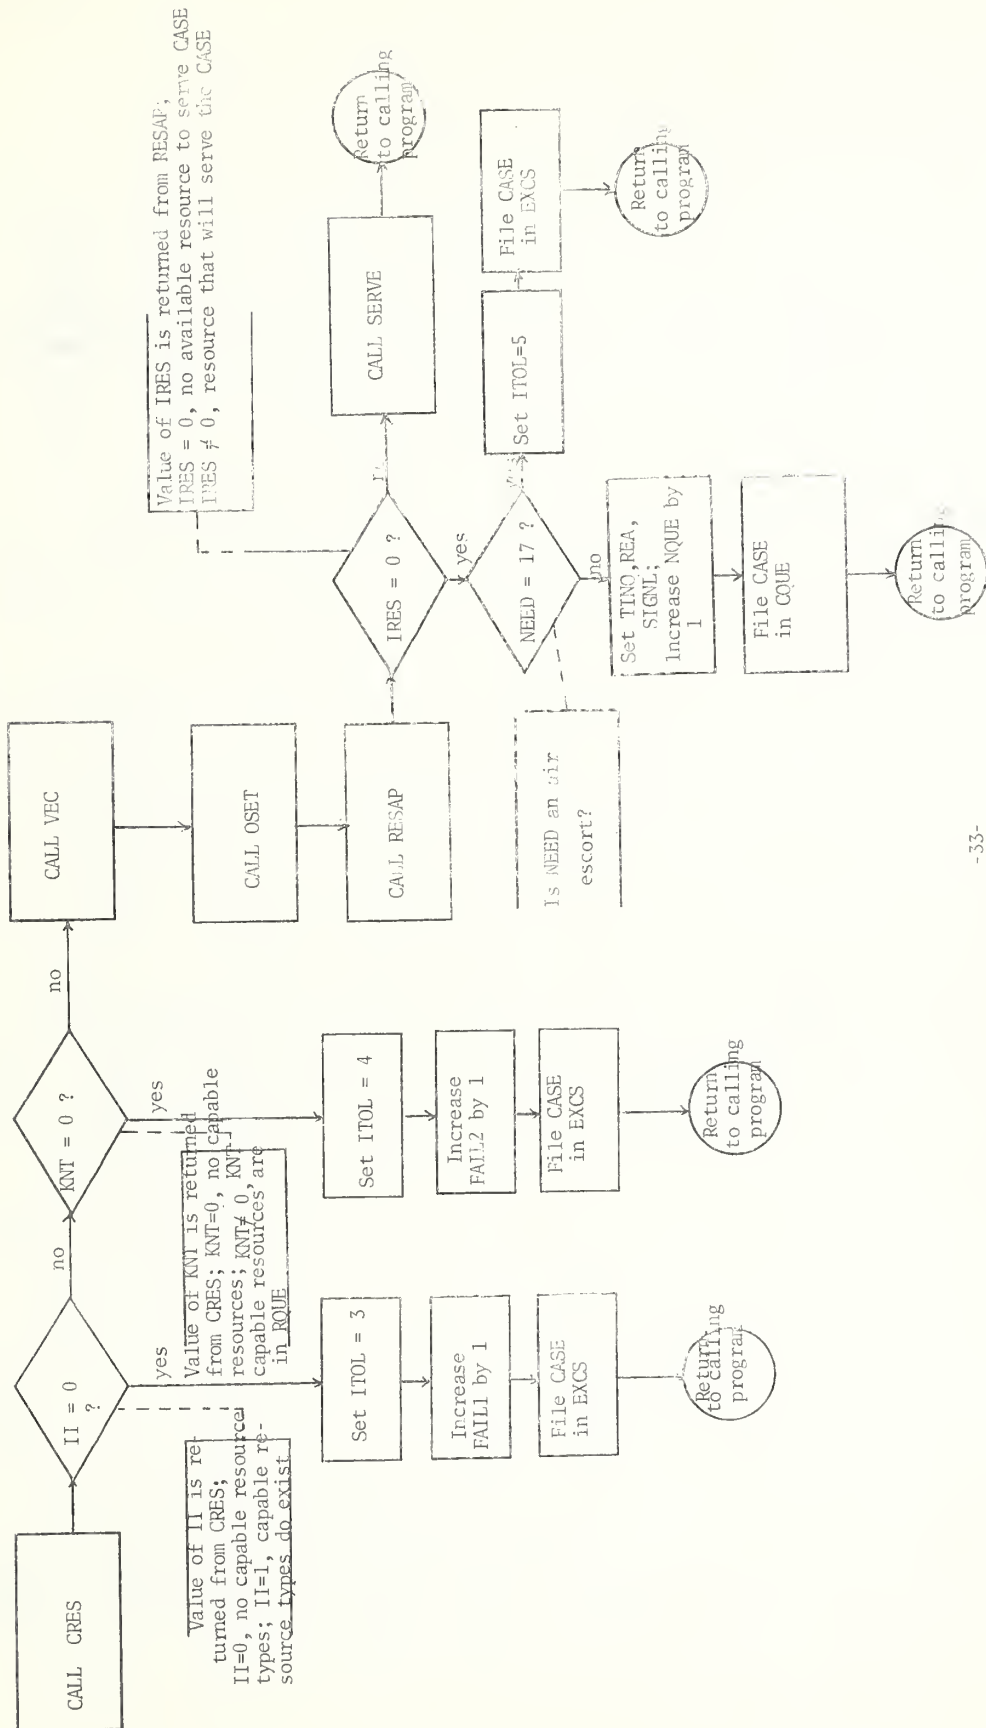 CALL CRES
II = 0
?
no
yes
Value of II is re-
turned from CRES;
II=0, no capable resource
types; II=1, capable re-
source types do exist
Set ITOL = 3
Increase
FAIL1 by 1
File CASE
in EXCS
Return
to calling
program
KNT = 0 ?
no
yes
Value of KNT is returned
from CRES; KNT=0, no capable
resources; KNT≠ 0, KNT
capable resources are
in RQUE
Set ITOL = 4
Increase
FAIL2 by 1
File CASE
in EXCS
Return
to calling
program
CALL VEC
CALL OSET
CALL RESAP
IRES = 0 ?
yes
Value of IRES is returned from RESAP;
IRES = 0, no available resource to serve CASE
IRES ≠ 0, resource that will serve the CASE
CALL SERVE
Return
to calling
program
NEED = 17 ?
yes
no
Is NEED an air
escort?
Set ITOL=5
File CASE
in EXCS
Return
to calling
program
Set TINO,REA,
SIGNL;
Increase NQUE by
1
File CASE
in CQUE
Return
to calling
program
-33-